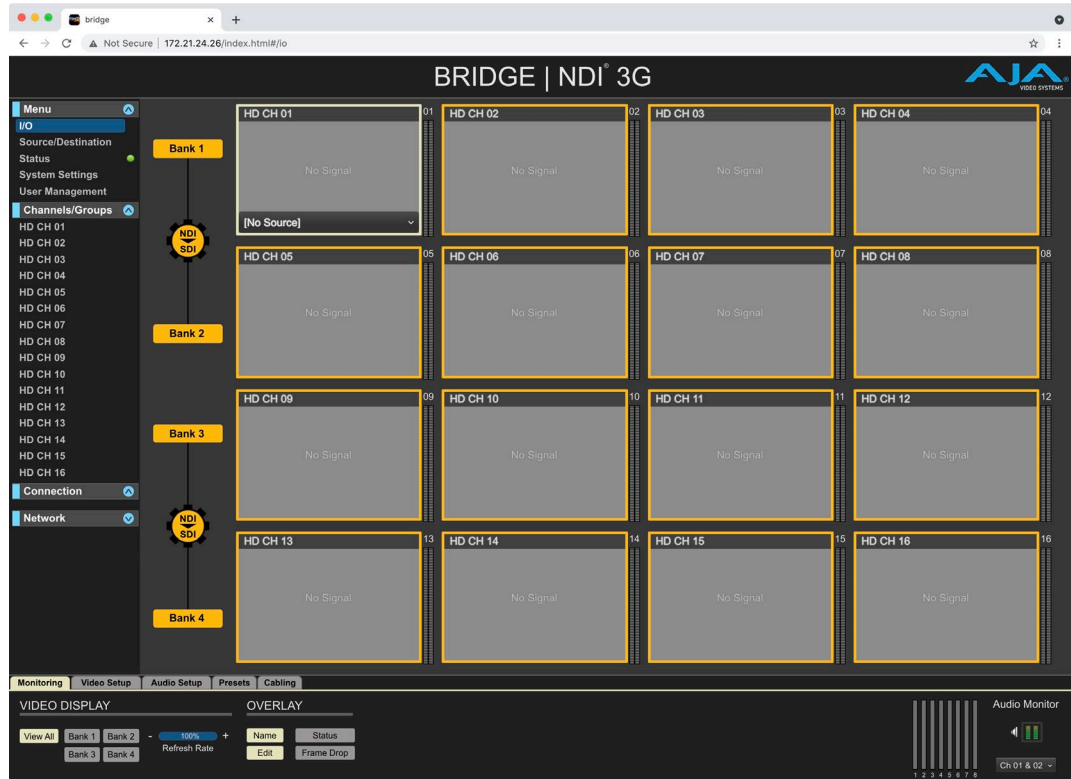 bridge
Not Secure 172.21.24.26/index.html#/io
BRIDGE | NDI® 3G
AJA
VIDEO SYSTEMS
Menu
I/O
Source/Destination
Status
System Settings
User Management
Channels/Groups
HD CH 01
HD CH 02
HD CH 03
HD CH 04
HD CH 05
HD CH 06
HD CH 07
HD CH 08
HD CH 09
HD CH 10
HD CH 11
HD CH 12
HD CH 13
HD CH 14
HD CH 15
HD CH 16
Connection
Network
Bank 1
NDI
SDI
Bank 2
Bank 3
NDI
SDI
Bank 4
HD CH 01 01 HD CH 02 02 HD CH 03 03 HD CH 04 04
No Signal No Signal No Signal No Signal
[No Source]
HD CH 05 05 HD CH 06 06 HD CH 07 07 HD CH 08 08
No Signal No Signal No Signal No Signal
HD CH 09 09 HD CH 10 10 HD CH 11 11 HD CH 12 12
No Signal No Signal No Signal No Signal
HD CH 13 13 HD CH 14 14 HD CH 15 15 HD CH 16 16
No Signal No Signal No Signal No Signal
Monitoring Video Setup Audio Setup Presets Cabling
VIDEO DISPLAY
View All Bank 1 Bank 2 - 100% +
Bank 3 Bank 4 Refresh Rate
OVERLAY
Name Status
Edit Frame Drop
Audio Monitor
Ch 01 & 02
1 2 3 4 5 6 7 8